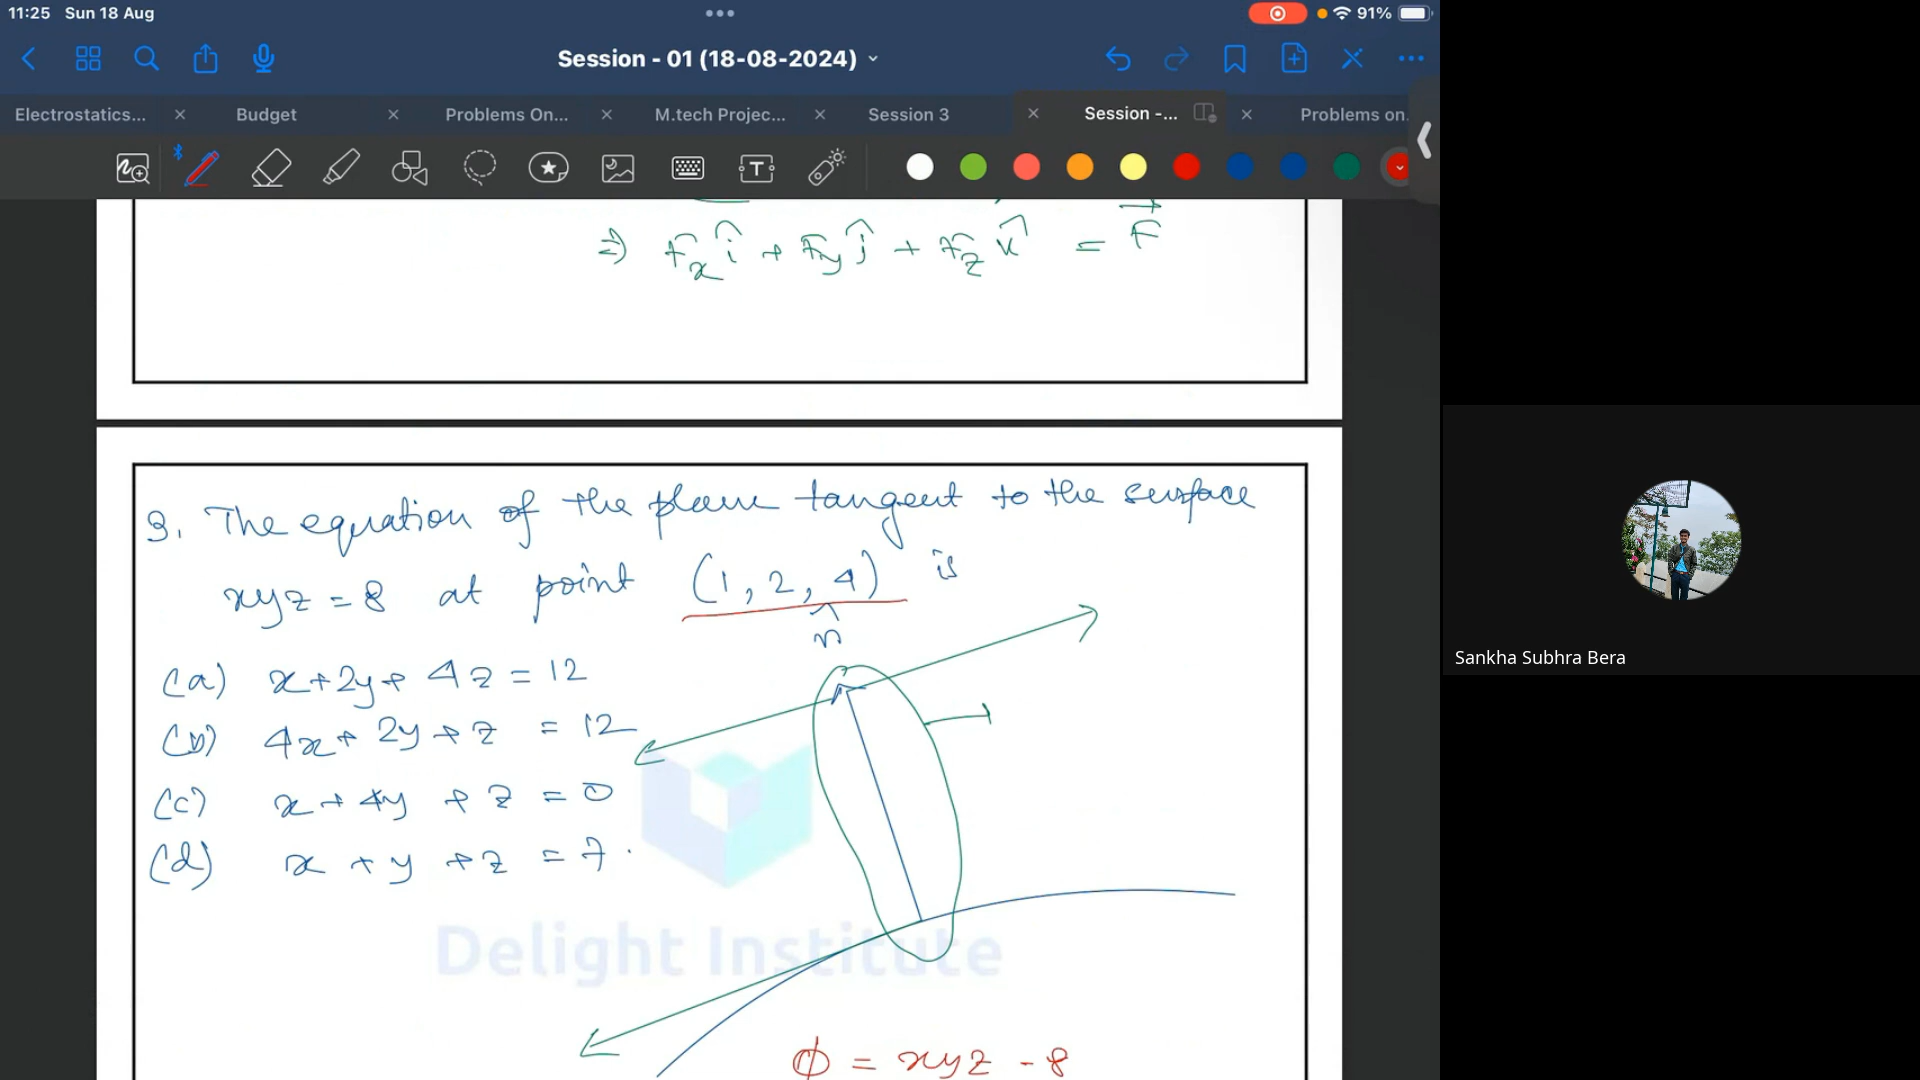 11:25 Sun 18 Aug
91%
Session - 01 (18-08-2024)
Electrostatics... Budget Problems On... M.tech Projec... Session 3 Session -... Problems on.
⇒ Fx î + Fy ĵ + Fz k̂ = F⃗
3. The equation of the plane tangent to the surface
xyz = 8 at point (1, 2, 4) is
n̂
(a) x+2y+ 4z = 12
(b) 4x+ 2y+z = 12
(c) x+ 4y + z = 0
(d) x + y + z = 7.
Delight Institute
ϕ = xyz - 8
Sankha Subhra Bera